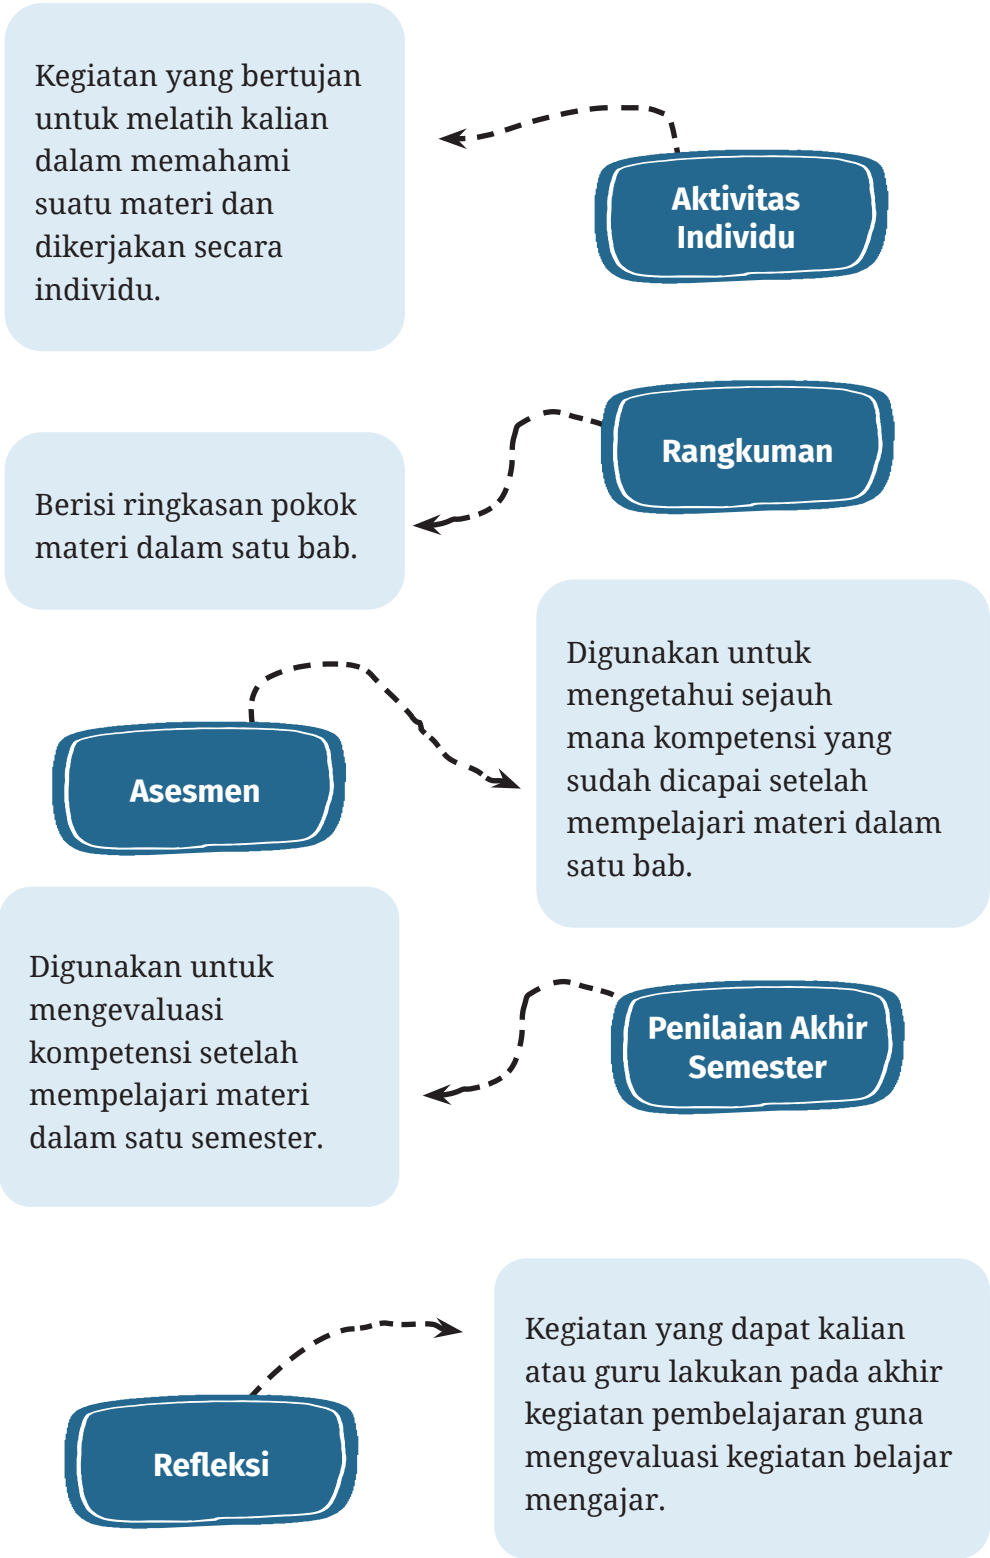 Kegiatan yang bertujan
untuk melatih kalian
dalam memahami
suatu materi dan
dikerjakan secara
individu.
Aktivitas
Individu
Rangkuman
Berisi ringkasan pokok
materi dalam satu bab.
Asesmen
Digunakan untuk
mengetahui sejauh
mana kompetensi yang
sudah dicapai setelah
mempelajari materi dalam
satu bab.
Digunakan untuk
mengevaluasi
kompetensi setelah
mempelajari materi
dalam satu semester.
Penilaian Akhir
Semester
Refleksi
Kegiatan yang dapat kalian
atau guru lakukan pada akhir
kegiatan pembelajaran guna
mengevaluasi kegiatan belajar
mengajar.